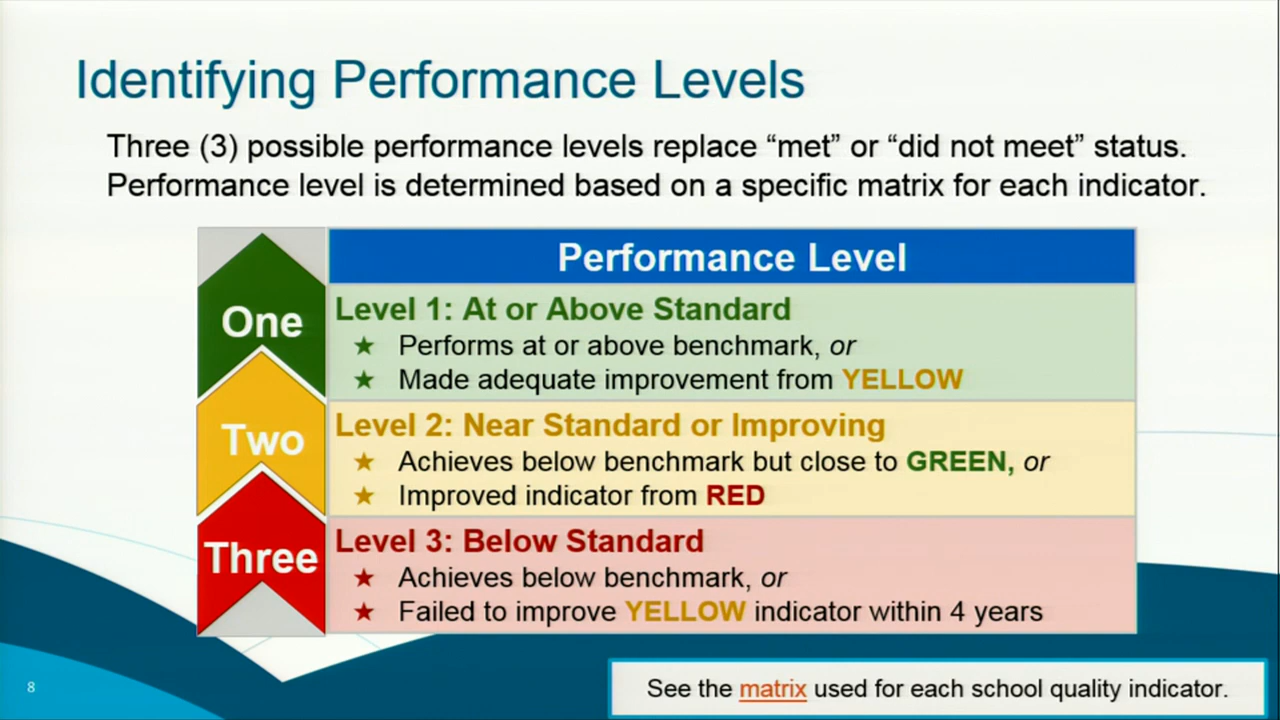 Identifying Performance Levels
Three (3) possible performance levels replace “met” or “did not meet” status.
Performance level is determined based on a specific matrix for each indicator.
Performance Level
One
Level 1: At or Above Standard
★ Performs at or above benchmark, or
★ Made adequate improvement from YELLOW
Two
Level 2: Near Standard or Improving
★ Achieves below benchmark but close to GREEN, or
★ Improved indicator from RED
Three
Level 3: Below Standard
★ Achieves below benchmark, or
★ Failed to improve YELLOW indicator within 4 years
8
See the matrix used for each school quality indicator.